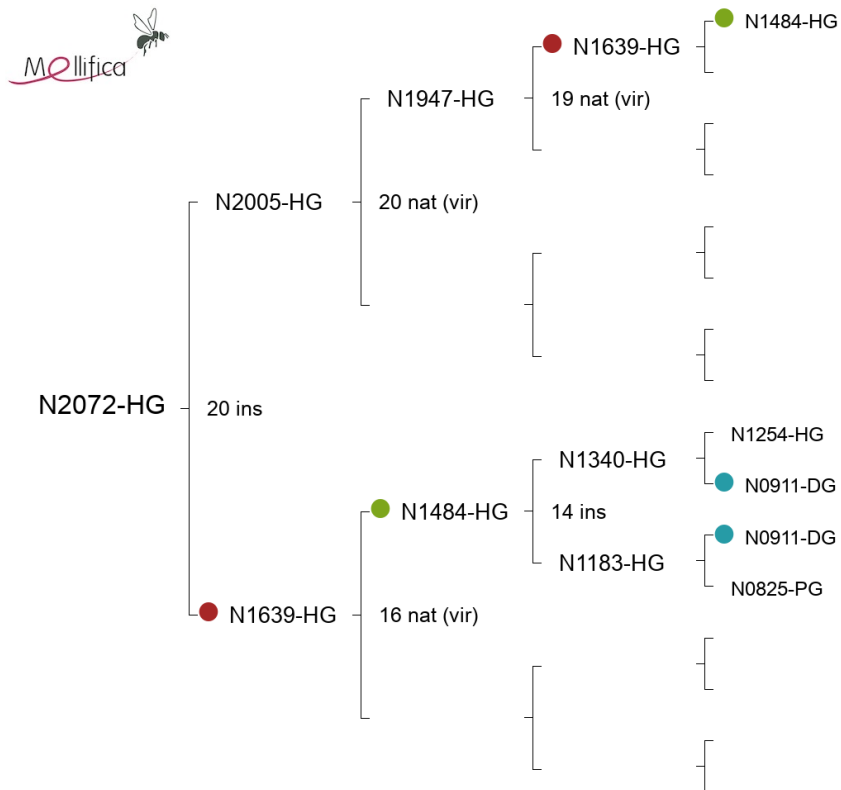 Mellifica
N1484-HG
N1639-HG
N1947-HG
19 nat (vir)
N2005-HG
20 nat (vir)
N2072-HG
20 ins
N1254-HG
N1340-HG
N0911-DG
N1484-HG
14 ins
N0911-DG
N1183-HG
N0825-PG
N1639-HG
16 nat (vir)